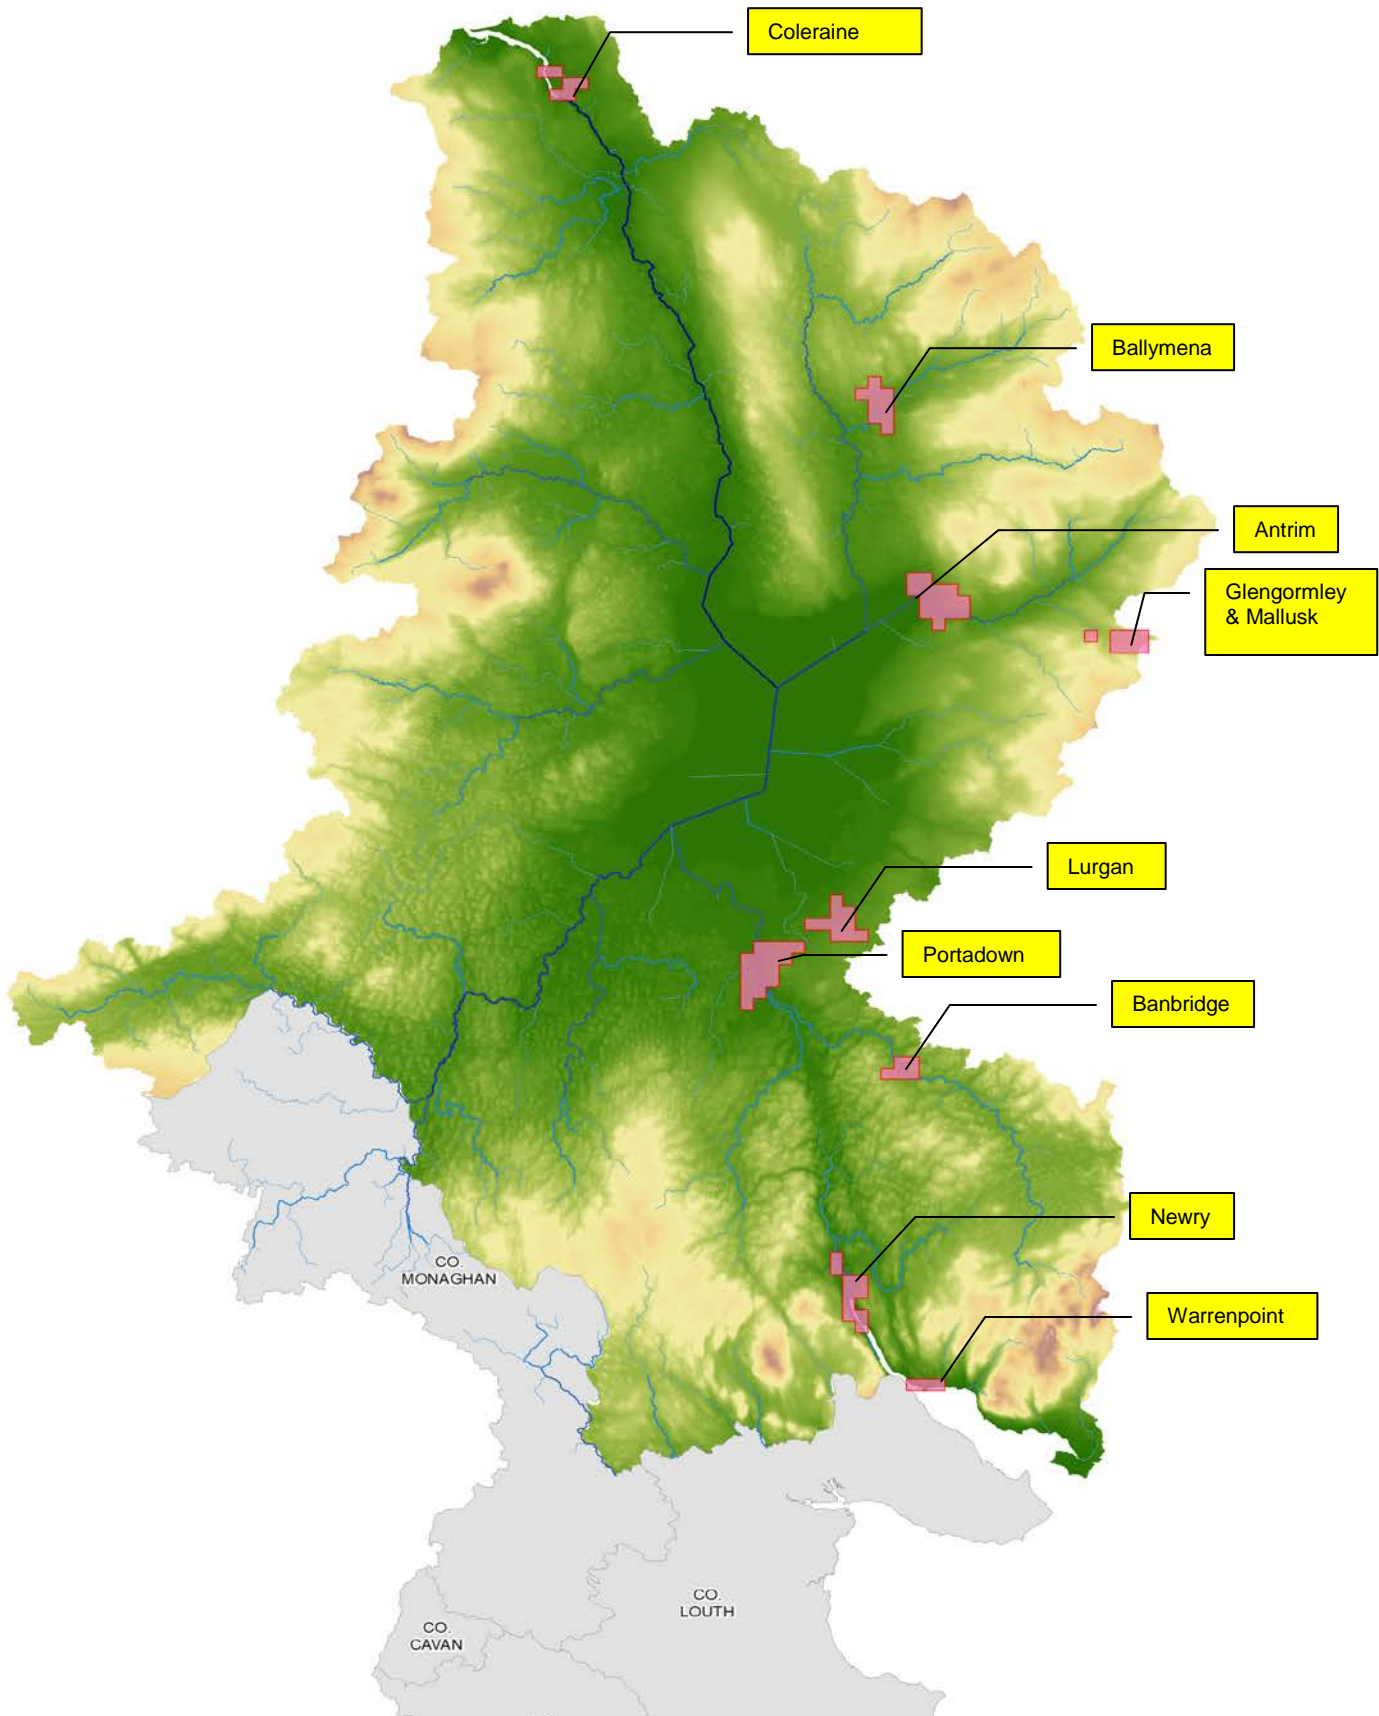 Coleraine
Ballymena
Antrim
Glengormley
& Mallusk
Lurgan
Portadown
Banbridge
Newry
CO.
MONAGHAN
Warrenpoint
CO.
LOUTH
CO.
CAVAN